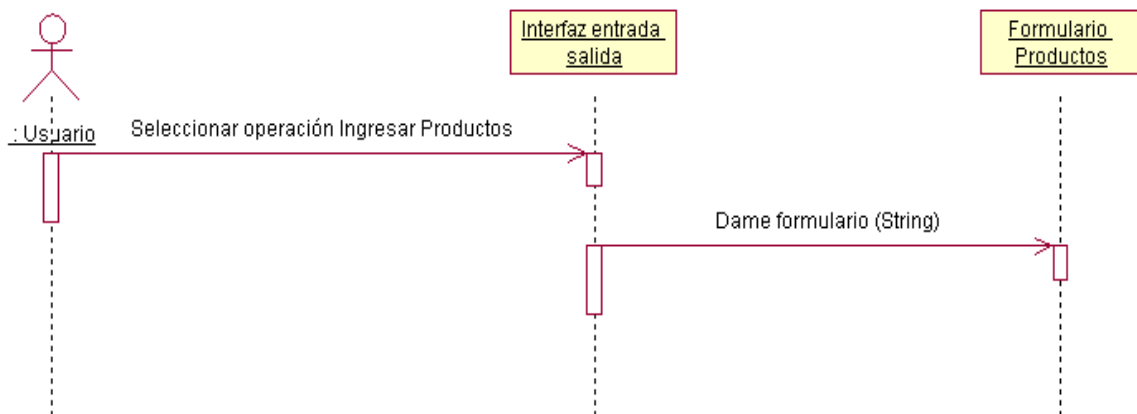 Interfaz entrada
salida
Formulario
Productos
: Usuario
Seleccionar operación Ingresar Productos
Dame formulario (String)